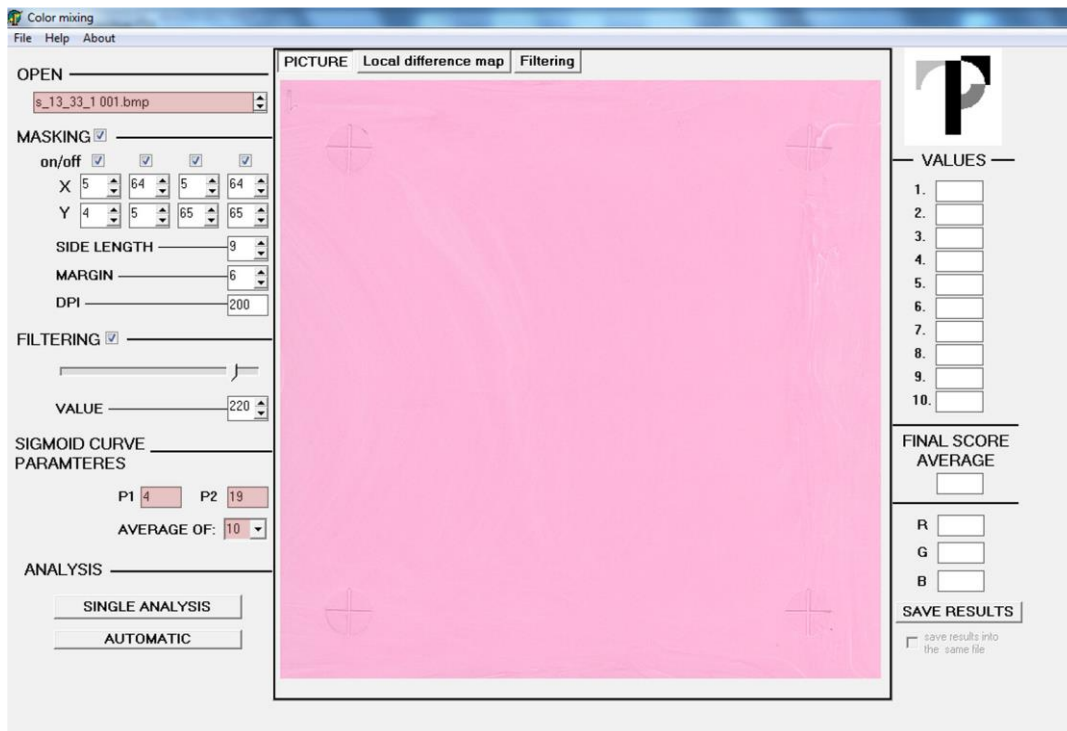 Color mixing
File Help About
OPEN
s_13_33_1 001.bmp
MASKING
on/off
X 5 64 5 64
Y 4 5 65 65
SIDE LENGTH 9
MARGIN 6
DPI 200
FILTERING
VALUE 220
SIGMOID CURVE
PARAMTERES
P1 4 P2 19
AVERAGE OF: 10
ANALYSIS
SINGLE ANALYSIS
AUTOMATIC
PICTURE Local difference map Filtering
VALUES
1.
2.
3.
4.
5.
6.
7.
8.
9.
10.
FINAL SCORE
AVERAGE
R
G
B
SAVE RESULTS
save results into
the same file